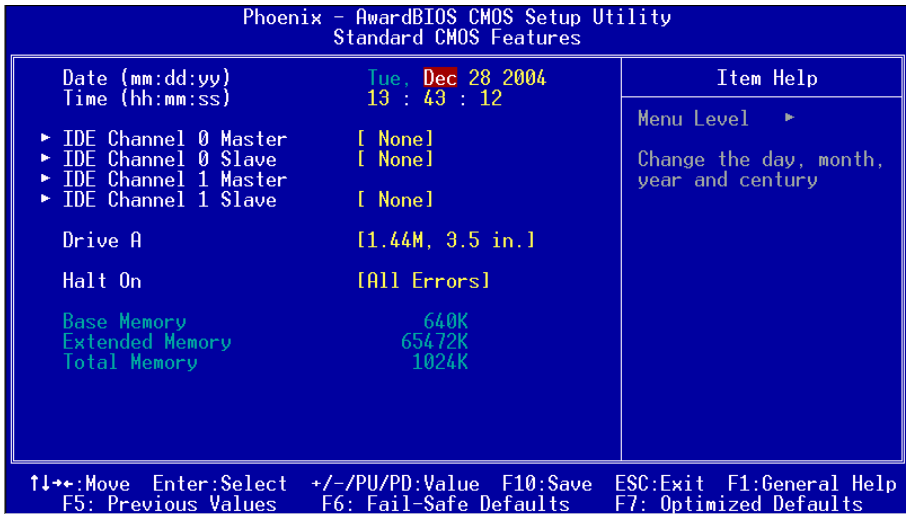 Phoenix - AwardBIOS CMOS Setup Utility
Standard CMOS Features
Date (mm:dd:yy) Tue, Dec 28 2004
Time (hh:mm:ss) 13 : 43 : 12
► IDE Channel 0 Master [ None]
► IDE Channel 0 Slave [ None]
► IDE Channel 1 Master
► IDE Channel 1 Slave [ None]
Drive A [1.44M, 3.5 in.]
Halt On [All Errors]
Base Memory 640K
Extended Memory 65472K
Total Memory 1024K
Item Help
Menu Level ►
Change the day, month,
year and century
↑↓→←:Move Enter:Select +/-/PU/PD:Value F10:Save ESC:Exit F1:General Help
F5: Previous Values F6: Fail-Safe Defaults F7: Optimized Defaults